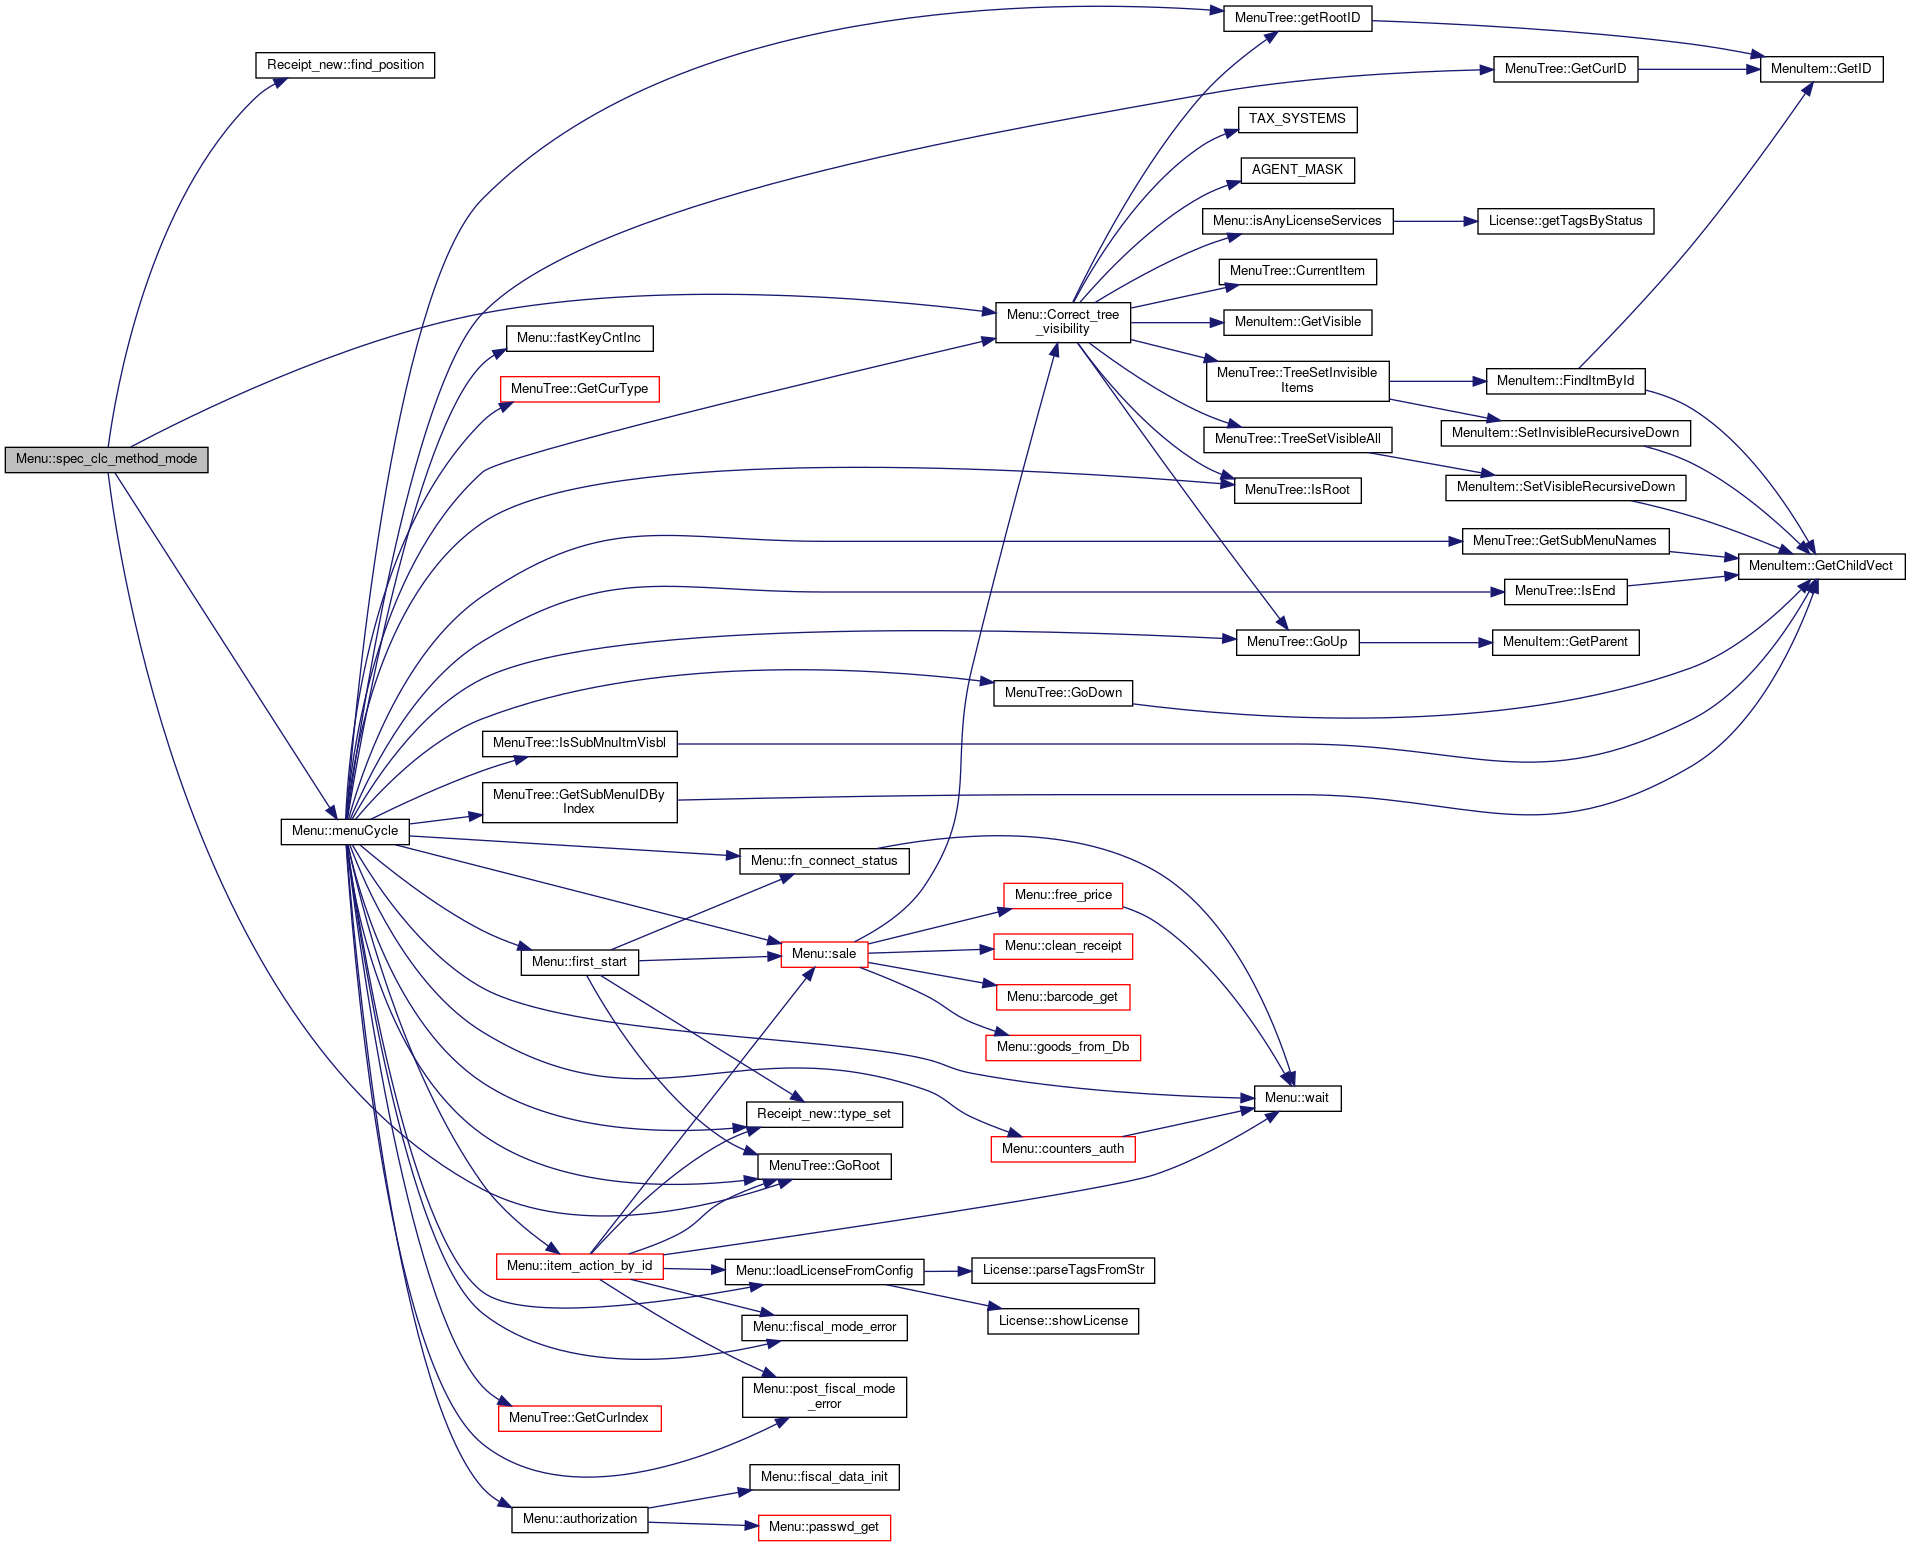 Menu::spec_clc_method_mode
Receipt_new::find_position
Menu::menuCycle
Menu::fastKeyCntInc
MenuTree::GetCurType
MenuTree::IsSubMnuItmVisbl
MenuTree::GetSubMenuIDBy
Index
Menu::first_start
Menu::item_action_by_id
MenuTree::GetCurIndex
Menu::authorization
Menu::fn_connect_status
Menu::sale
Receipt_new::type_set
MenuTree::GoRoot
Menu::loadLicenseFromConfig
Menu::fiscal_mode_error
Menu::post_fiscal_mode
_error
Menu::fiscal_data_init
Menu::passwd_get
Menu::Correct_tree
_visibility
MenuTree::GoDown
Menu::free_price
Menu::clean_receipt
Menu::barcode_get
Menu::goods_from_Db
Menu::counters_auth
License::parseTagsFromStr
License::showLicense
MenuTree::getRootID
TAX_SYSTEMS
AGENT_MASK
Menu::isAnyLicenseServices
MenuTree::CurrentItem
MenuItem::GetVisible
MenuTree::TreeSetInvisible
Items
MenuTree::TreeSetVisibleAll
MenuTree::IsRoot
MenuTree::GoUp
Menu::wait
MenuTree::GetCurID
License::getTagsByStatus
MenuItem::FindItmById
MenuItem::SetInvisibleRecursiveDown
MenuItem::SetVisibleRecursiveDown
MenuTree::GetSubMenuNames
MenuTree::IsEnd
MenuItem::GetParent
MenuItem::GetID
MenuItem::GetChildVect